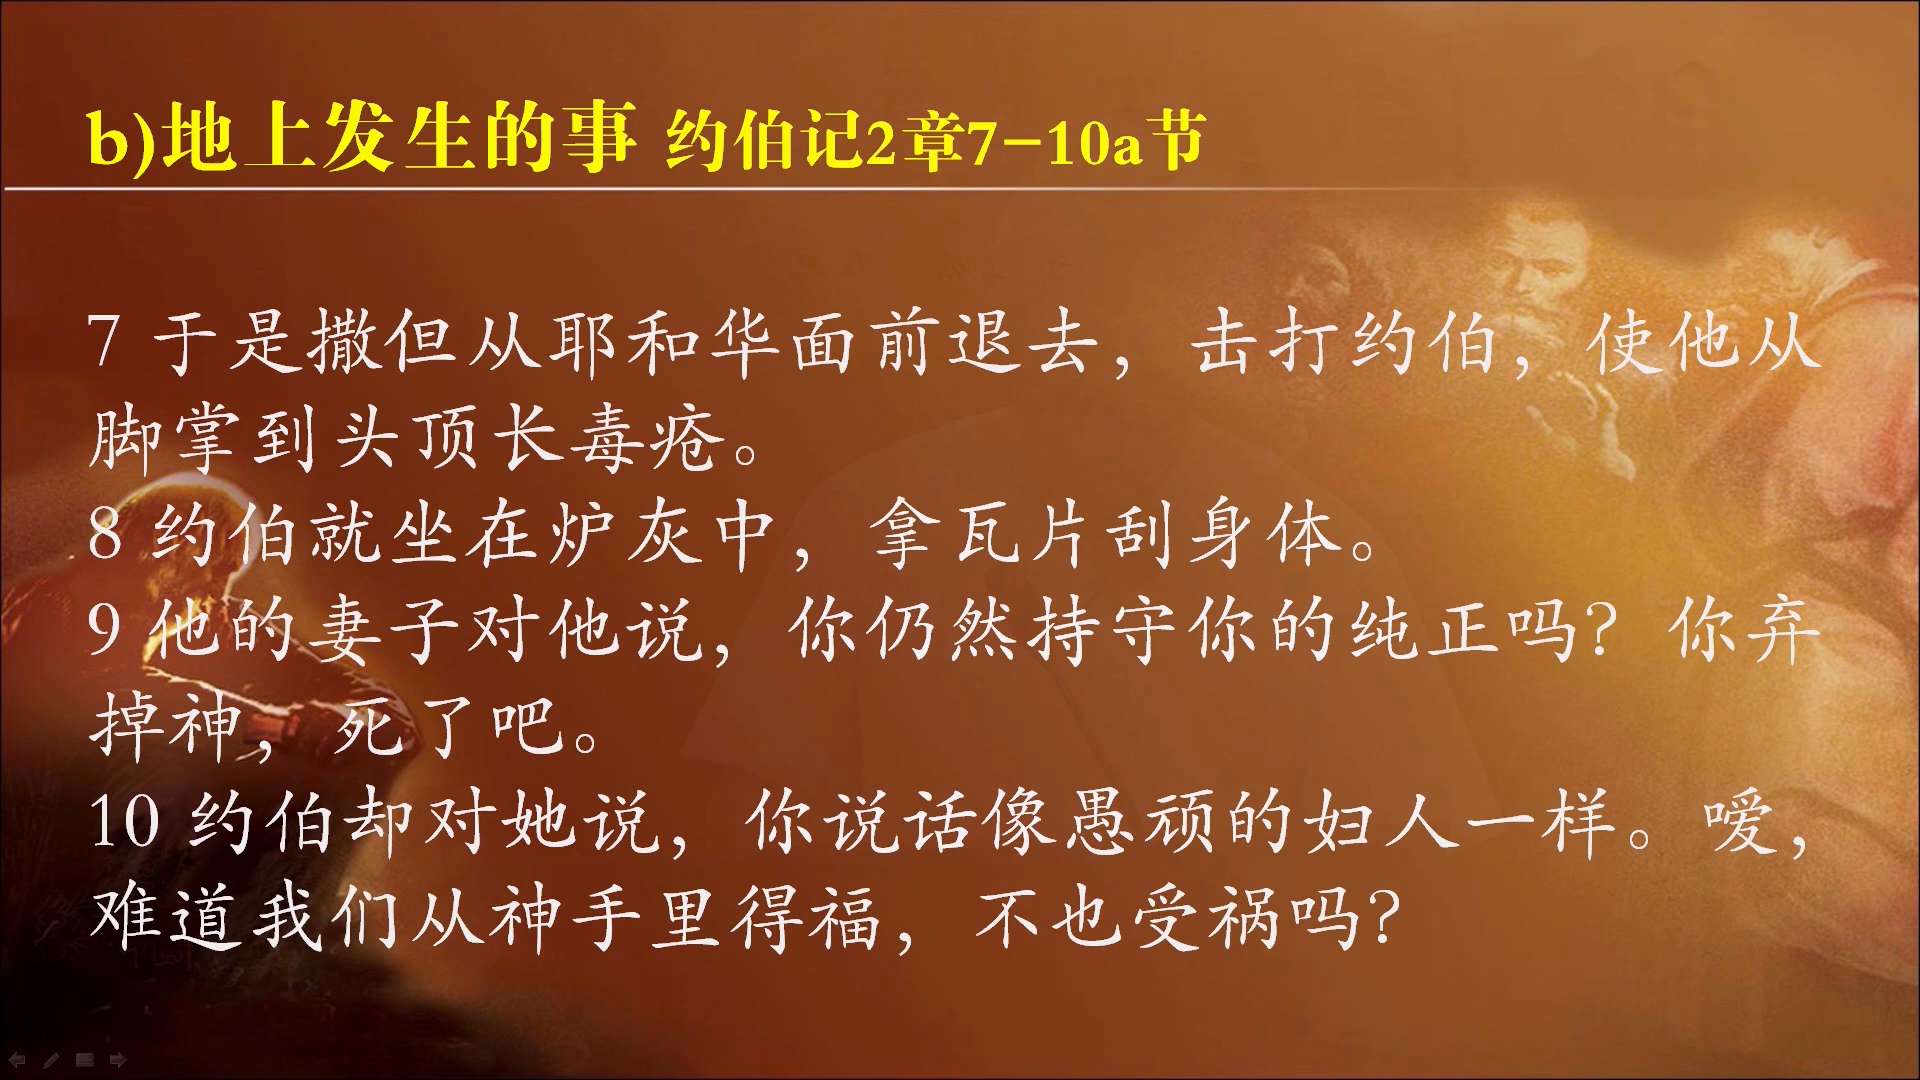 b)地上发生的事 约伯记2章7-10a节
7 于是撒但从耶和华面前退去，击打约伯，使他从
脚掌到头顶长毒疮。
8 约伯就坐在炉灰中，拿瓦片刮身体。
9 他的妻子对他说，你仍然持守你的纯正吗？你弃
掉神，死了吧。
10 约伯却对她说，你说话像愚顽的妇人一样。嗳，
难道我们从神手里得福，不也受祸吗？